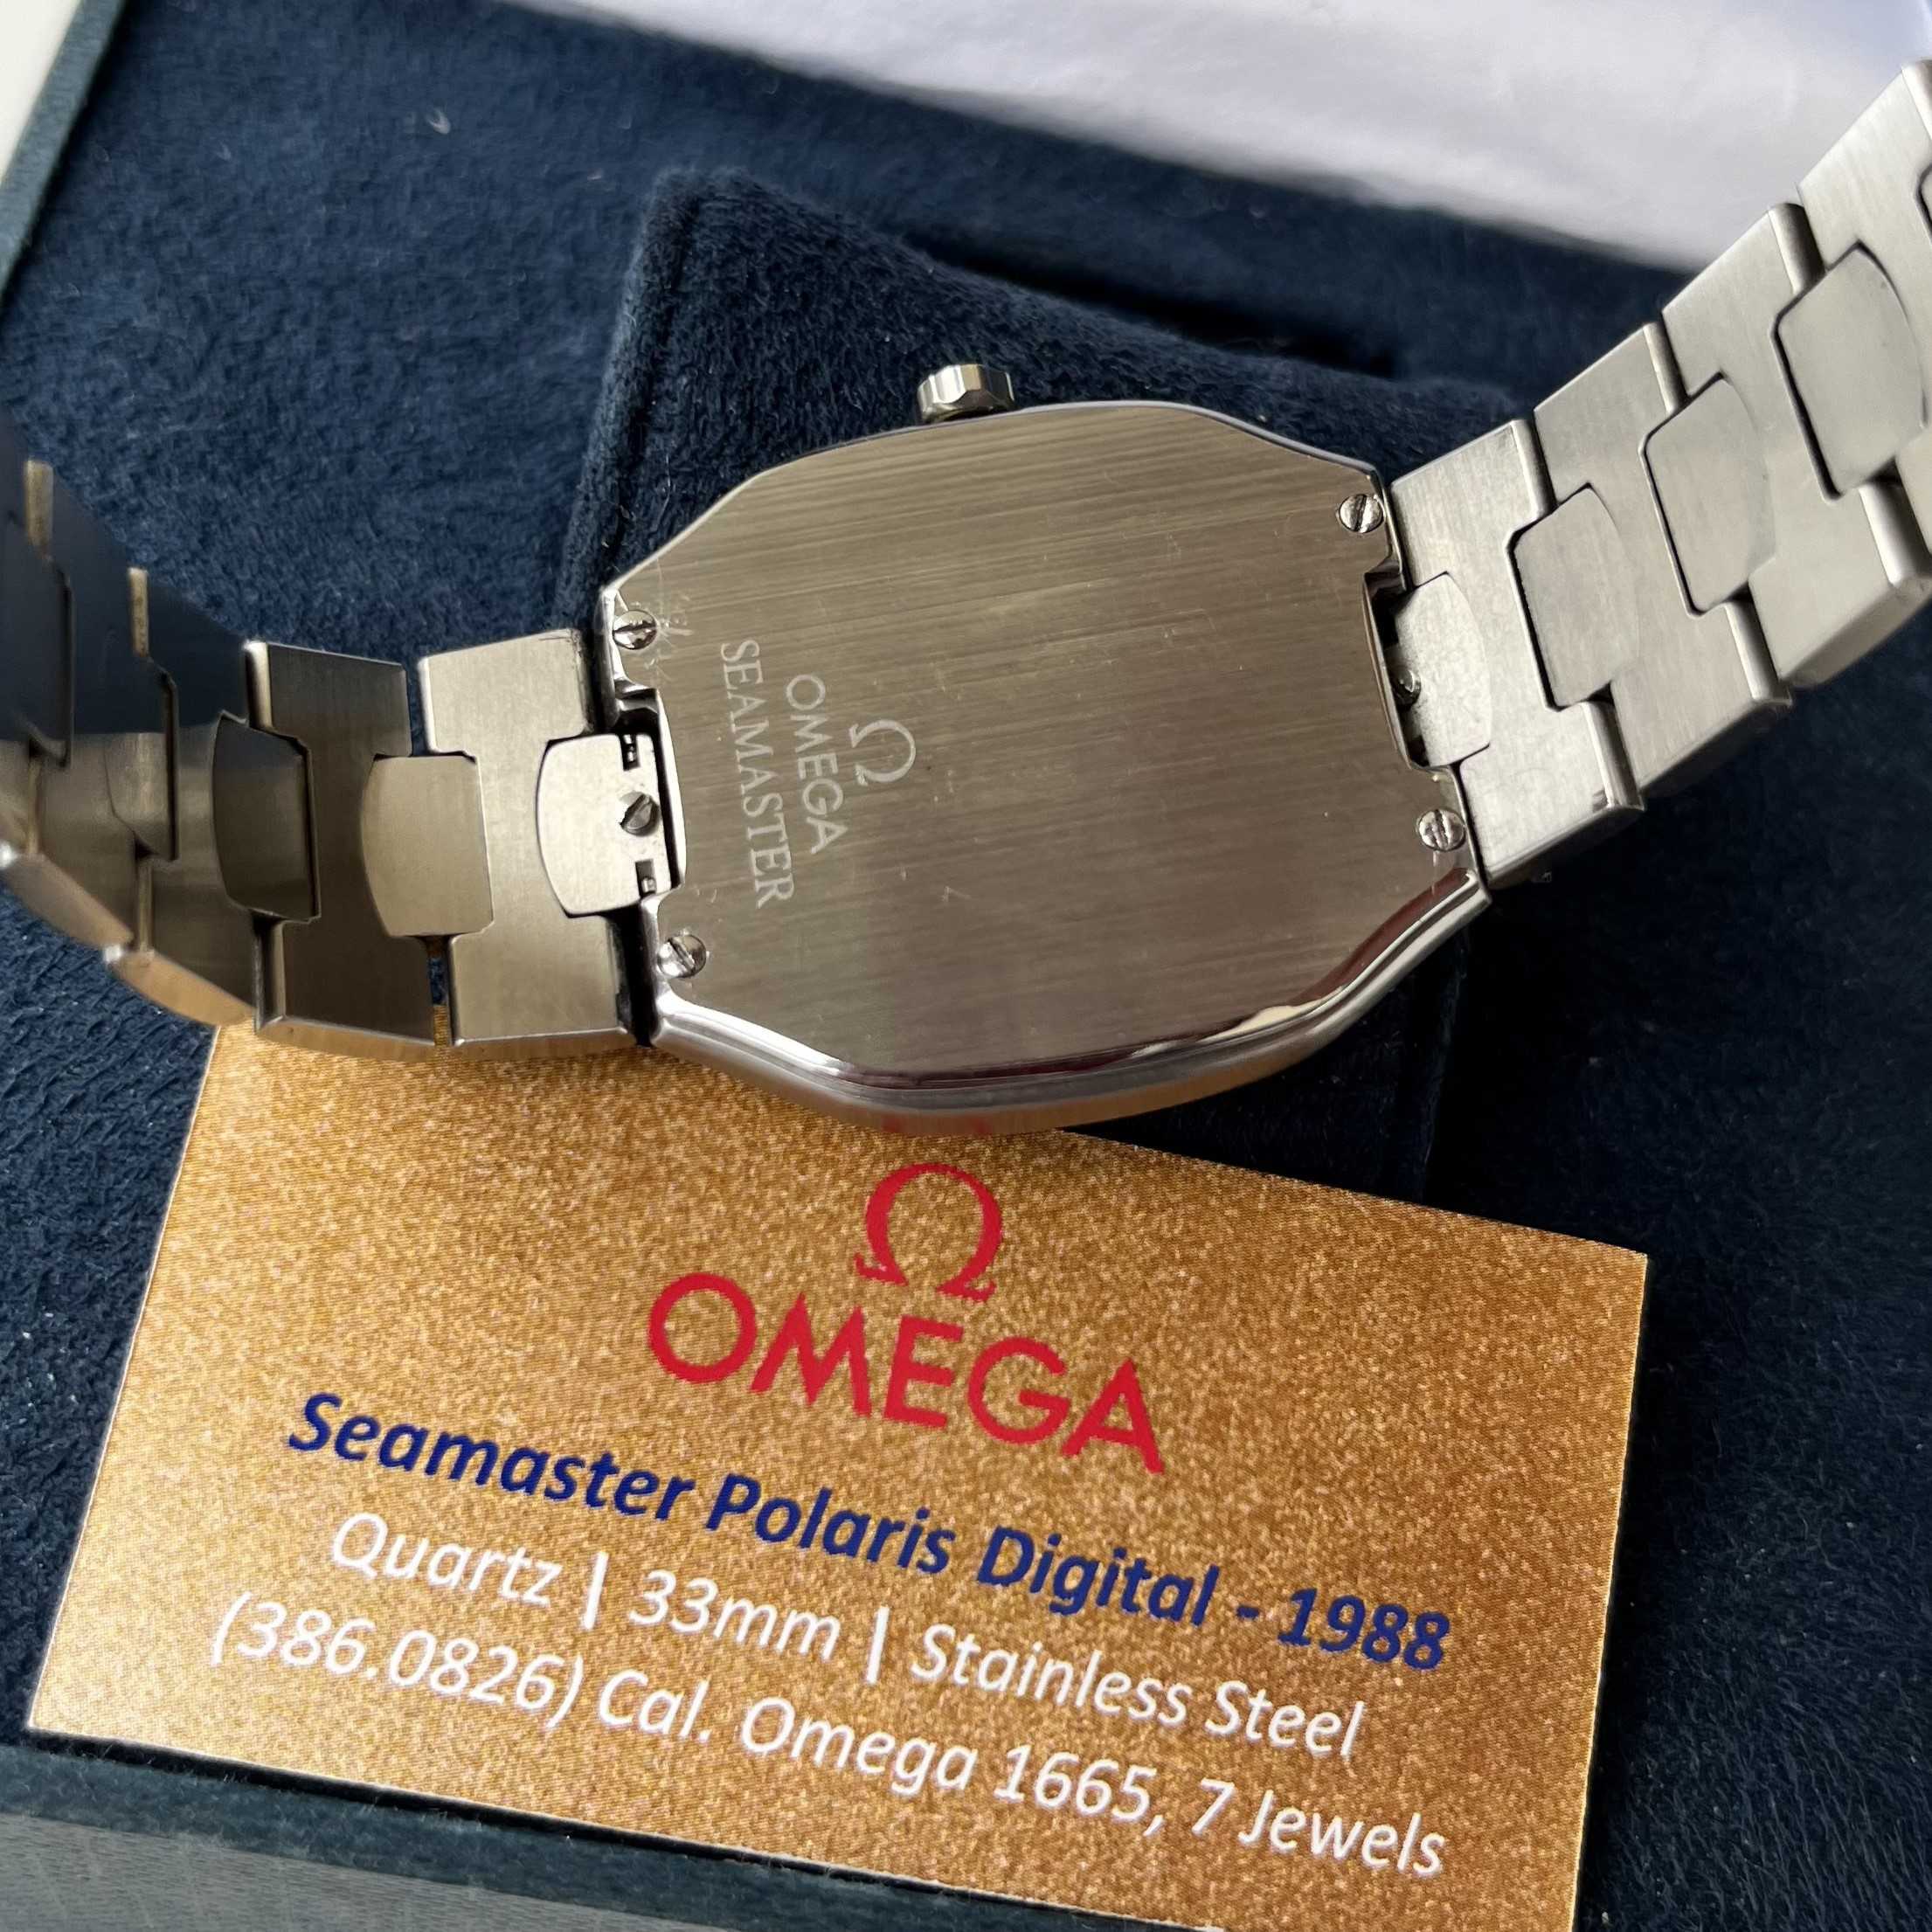 Ω
OMEGA
SEAMASTER
Ω
OMEGA
Seamaster Polaris Digital - 1988
Quartz | 33mm | Stainless Steel
(386.0826) Cal. Omega 1665, 7 Jewels